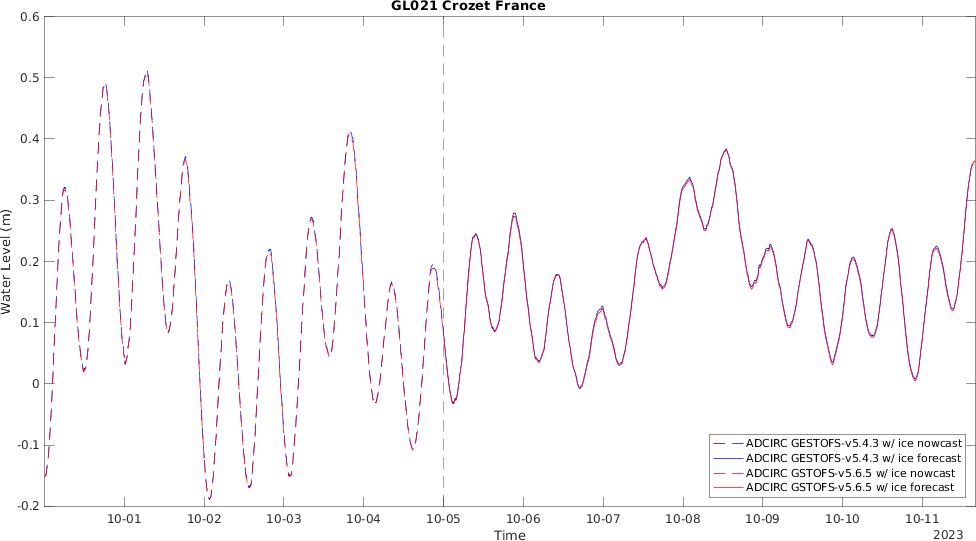 GL021 Crozet France
0.6
0.5
0.4
0.3
0.2
0.1
0
-0.1
-0.2
Water Level (m)
ADCIRC GESTOFS-v5.4.3 w/ ice nowcast
ADCIRC GESTOFS-v5.4.3 w/ ice forecast
ADCIRC GSTOFS-v5.6.5 w/ ice nowcast
ADCIRC GSTOFS-v5.6.5 w/ ice forecast
10-01 10-02 10-03 10-04 10-05 10-06 10-07 10-08 10-09 10-10 10-11
Time
2023